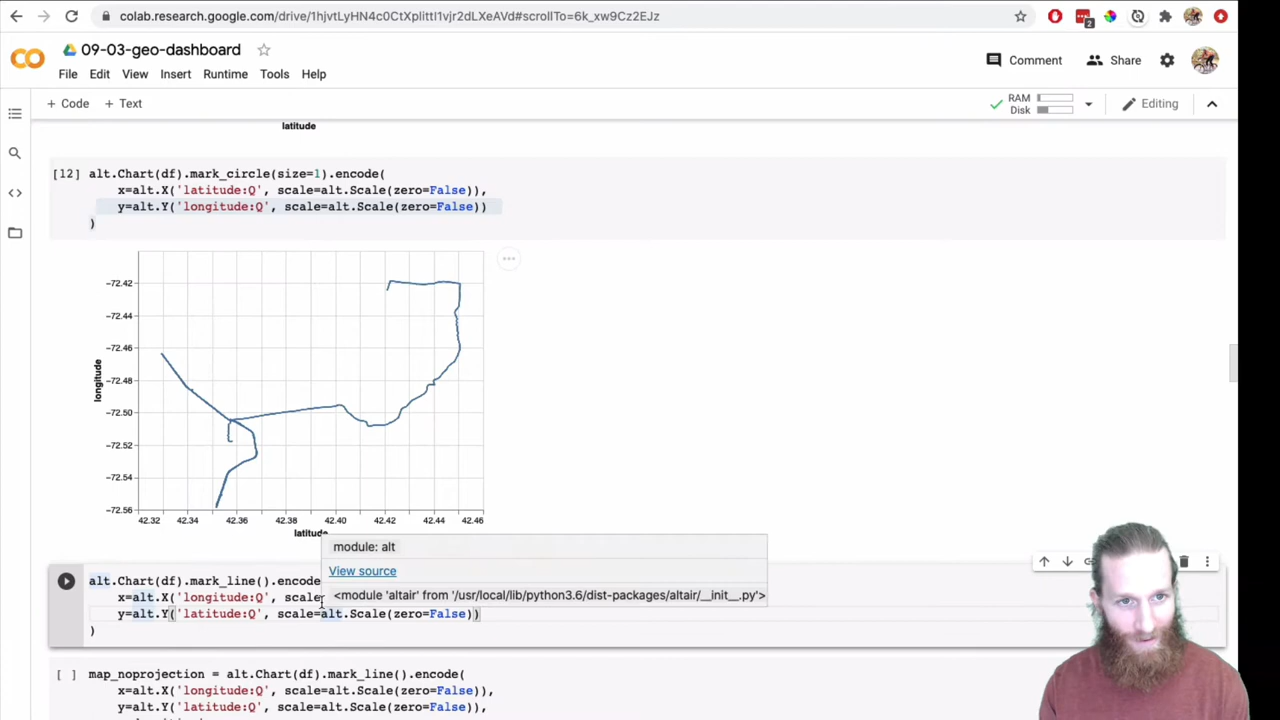 colab.research.google.com/drive/1hjvtLyHN4c0CtXplittI1vjr2dLXeAVd#scrollTo=6k_xw9Cz2EJz
2
09-03-geo-dashboard
Comment
Share
File Edit View Insert Runtime Tools Help
+ Code + Text
RAM
Disk
Editing
latitude
[12] alt.Chart(df).mark_circle(size=1).encode(
x=alt.X('latitude:Q', scale=alt.Scale(zero=False)),
y=alt.Y('longitude:Q', scale=alt.Scale(zero=False))
)
-72.42
-72.44
-72.46
-72.48
-72.50
-72.52
-72.54
-72.56
longitude
42.32 42.34 42.36 42.38 42.40 42.42 42.44 42.46
latitude
module: alt
View source
<module 'altair' from '/usr/local/lib/python3.6/dist-packages/altair/__init__.py'>
alt.Chart(df).mark_line().encode
x=alt.X('longitude:Q', scale
y=alt.Y('latitude:Q', scale=alt.Scale(zero=False))
)
[ ] map_noprojection = alt.Chart(df).mark_line().encode(
x=alt.X('longitude:Q', scale=alt.Scale(zero=False)),
y=alt.Y('latitude:Q', scale=alt.Scale(zero=False)),